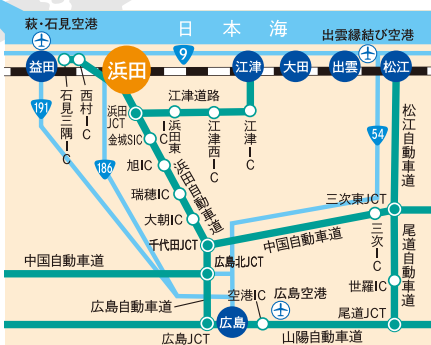 萩・石見空港
日本海
出雲縁結び空港
9
益田
浜田
江津
大田
出雲
松江
石見三隅IC
西村IC
浜田JCT
江津道路
191
186
54
金城SIC
浜田東IC
江津西IC
江津IC
旭IC
浜田自動車道
松江自動車道
瑞穂IC
大朝IC
三次東JCT
千代田JCT
中国自動車道
三次IC
尾道自動車道
中国自動車道
広島北JCT
世羅IC
広島自動車道
空港IC
広島空港
広島
尾道JCT
広島JCT
山陽自動車道